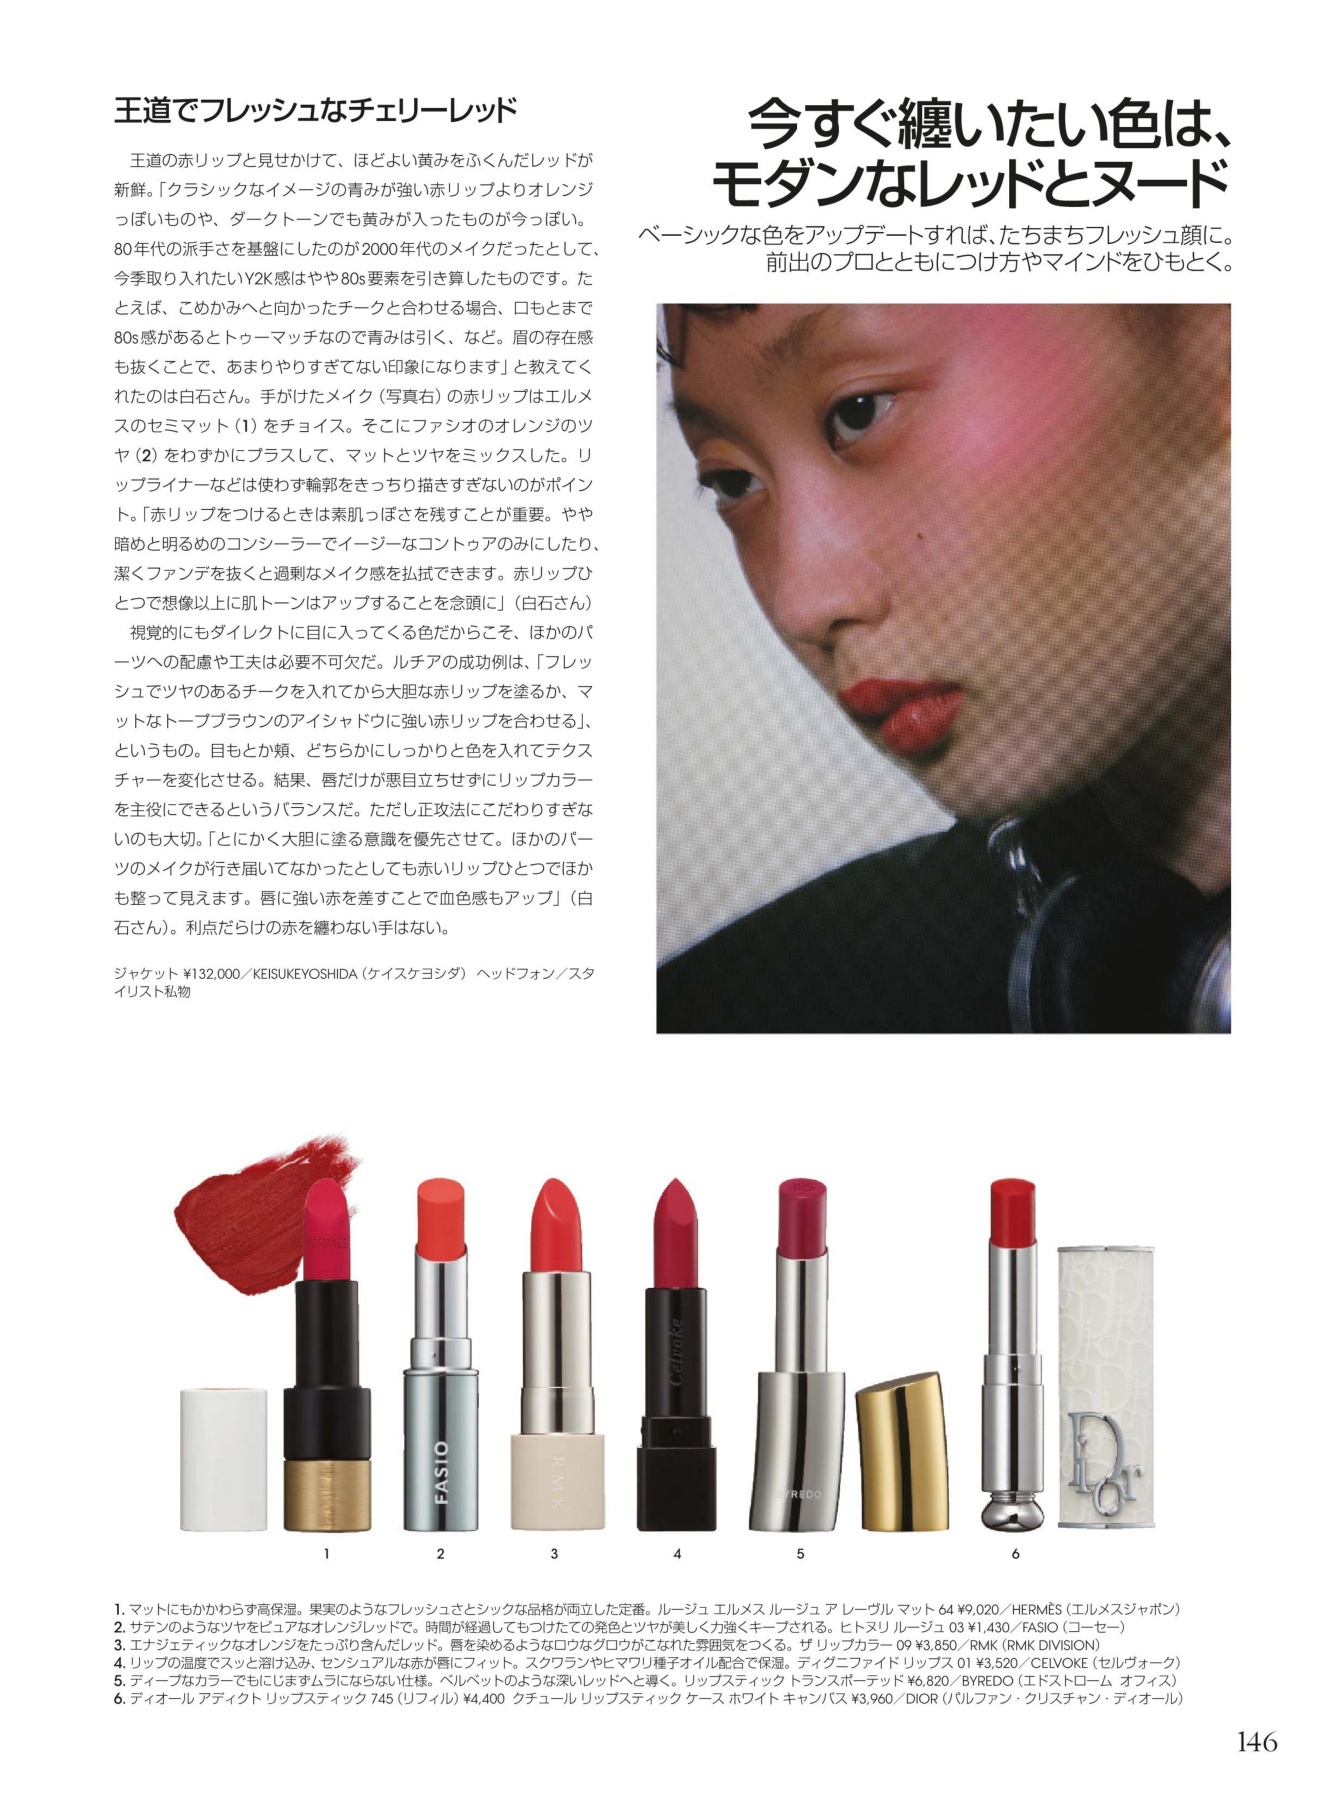 今すぐ纏いたい色は、
モダンなレッドとヌード
ベーシックな色をアップデートすれば、たちまちフレッシュ顔に。
前出のプロとともにつけ方やマインドをひもとく。
王道でフレッシュなチェリーレッド
王道の赤リップと見せかけて、ほどよい黄みをふくんだレッドが
新鮮。「クラシックなイメージの青みが強い赤リップよりオレンジ
っぽいものや、ダークトーンでも黄みが入ったものが今っぽい。
80年代の派手さを基盤にしたのが2000年代のメイクだったとして、
今季取り入れたいY2K感はやや80s要素を引き算したものです。た
とえば、こめかみへと向かったチークと合わせる場合、口もとまで
80s感があるとトゥーマッチなので青みは引く、など。眉の存在感
も抜くことで、あまりやりすぎてない印象になります」と教えてく
れたのは白石さん。手がけたメイク（写真右）の赤リップはエルメ
スのセミマット（1）をチョイス。そこにファシオのオレンジのツ
ヤ（2）をわずかにプラスして、マットとツヤをミックスした。リ
ップライナーなどは使わず輪郭をきっちり描きすぎないのがポイン
ト。「赤リップをつけるときは素肌っぽさを残すことが重要。やや
暗めと明るめのコンシーラーでイージーなコントゥアのみにしたり、
潔くファンデを抜くと過剰なメイク感を払拭できます。赤リップひ
とつで想像以上に肌トーンはアップすることを念頭に」（白石さん）
視覚的にもダイレクトに目に入ってくる色だからこそ、ほかのパ
ーツへの配慮や工夫は必要不可欠だ。ルチアの成功例は、「フレッ
シュでツヤのあるチークを入れてから大胆な赤リップを塗るか、マ
ットなトープブラウンのアイシャドウに強い赤リップを合わせる」、
というもの。目もとか頬、どちらかにしっかりと色を入れてテクス
チャーを変化させる。結果、唇だけが悪目立ちせずにリップカラー
を主役にできるというバランスだ。ただし正攻法にこだわりすぎな
いのも大切。「とにかく大胆に塗る意識を優先させて。ほかのパー
ツのメイクが行き届いてなかったとしても赤いリップひとつでほか
も整って見えます。唇に強い赤を差すことで血色感もアップ」（白
石さん）。利点だらけの赤を纏わない手はない。
ジャケット ¥132,000／KEISUKEYOSHIDA（ケイスケヨシダ） ヘッドフォン／スタ
イリスト私物
HERMÈS
FASIO
RMK
Celvoke
BYREDO
Dior
1
2
3
4
5
6
1. マットにもかかわらず高保湿。果実のようなフレッシュさとシックな品格が両立した定番。ルージュ エルメス ルージュ ア レーヴル マット 64 ¥9,020／HERMÈS（エルメスジャポン）
2. サテンのようなツヤをピュアなオレンジレッドで。時間が経過してもつけたての発色とツヤが美しく力強くキープされる。ヒトヌリ ルージュ 03 ¥1,430／FASIO（コーセー）
3. エナジェティックなオレンジをたっぷり含んだレッド。唇を染めるようなロウなグロウがこなれた雰囲気をつくる。ザ リップカラー 09 ¥3,850／RMK（RMK DIVISION）
4. リップの温度でスッと溶け込み、センシュアルな赤が唇にフィット。スクワランやヒマワリ種子オイル配合で保湿。ディグニファイド リップス 01 ¥3,520／CELVOKE（セルヴォーク）
5. ディープなカラーでもにじまずムラにならない仕様。ベルベットのような深いレッドへと導く。リップスティック トランスポーテッド ¥6,820／BYREDO（エドストローム オフィス）
6. ディオール アディクト リップスティック 745（リフィル）¥4,400 クチュール リップスティック ケース ホワイト キャンバス ¥3,960／DIOR（パルファン・クリスチャン・ディオール）
146